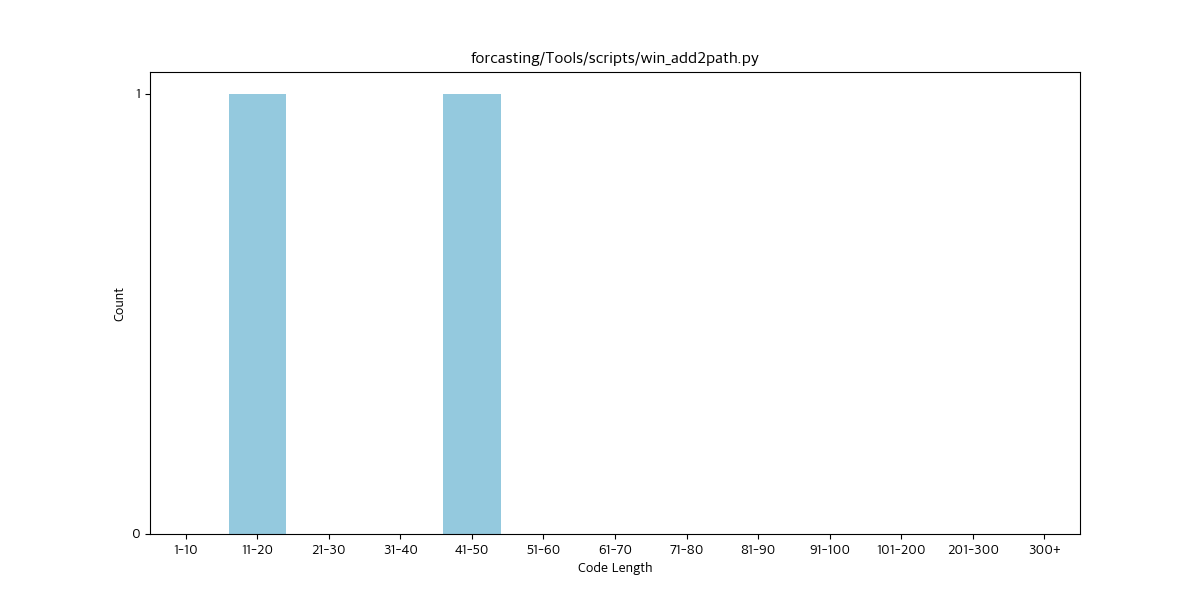 forcasting/Tools/scripts/win_add2path.py
1
Count
0
1-10 11-20 21-30 31-40 41-50 51-60 61-70 71-80 81-90 91-100 101-200 201-300 300+
Code Length